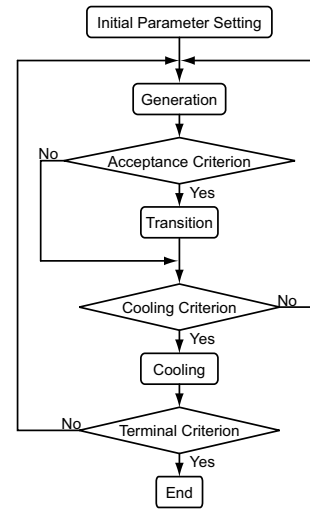 Initial Parameter Setting
Generation
No
Acceptance Criterion
Yes
Transition
Cooling Criterion
No
Yes
Cooling
No
Terminal Criterion
Yes
End